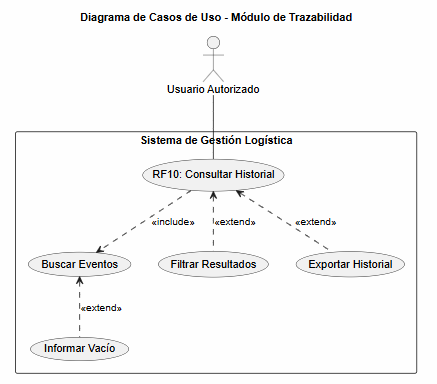 Diagrama de Casos de Uso - Módulo de Trazabilidad
Usuario Autorizado
Sistema de Gestión Logística
RF10: Consultar Historial
«include»
«extend»
«extend»
Buscar Eventos
Filtrar Resultados
Exportar Historial
«extend»
Informar Vacío